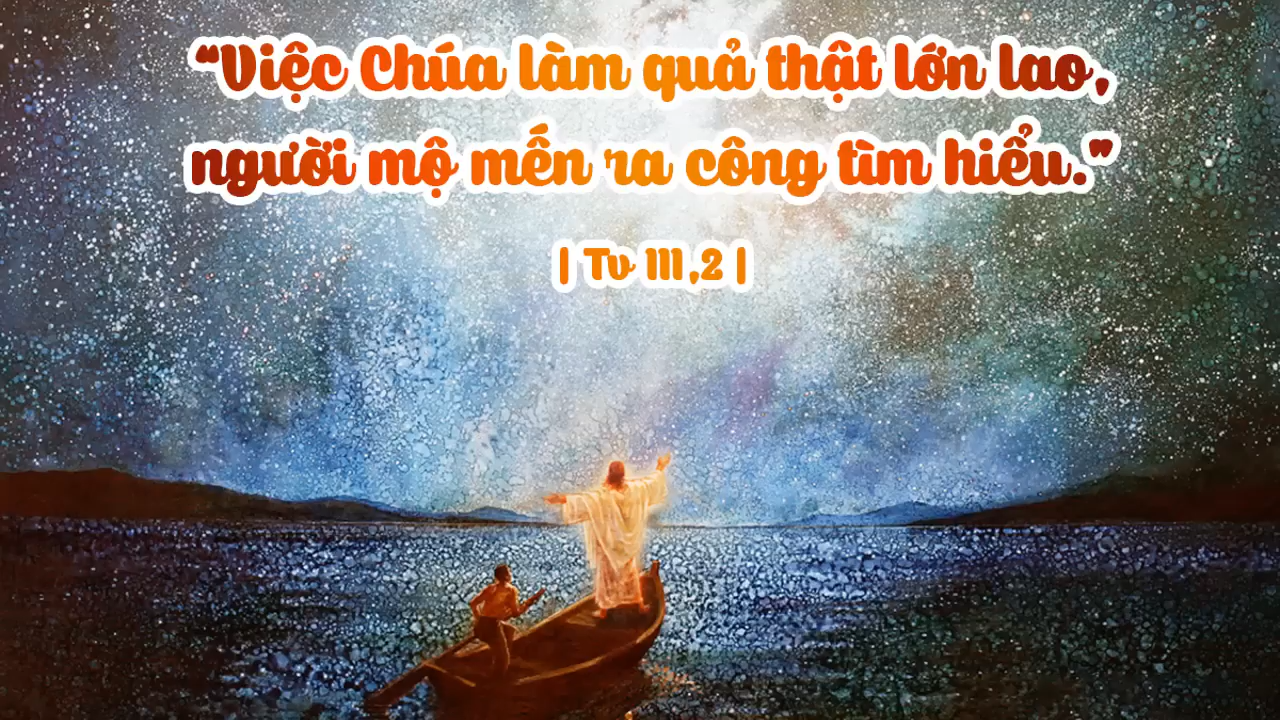 “Việc Chúa làm quả thật lớn lao,
người mộ mến ra công tìm hiểu."
| Tv 111,2 |